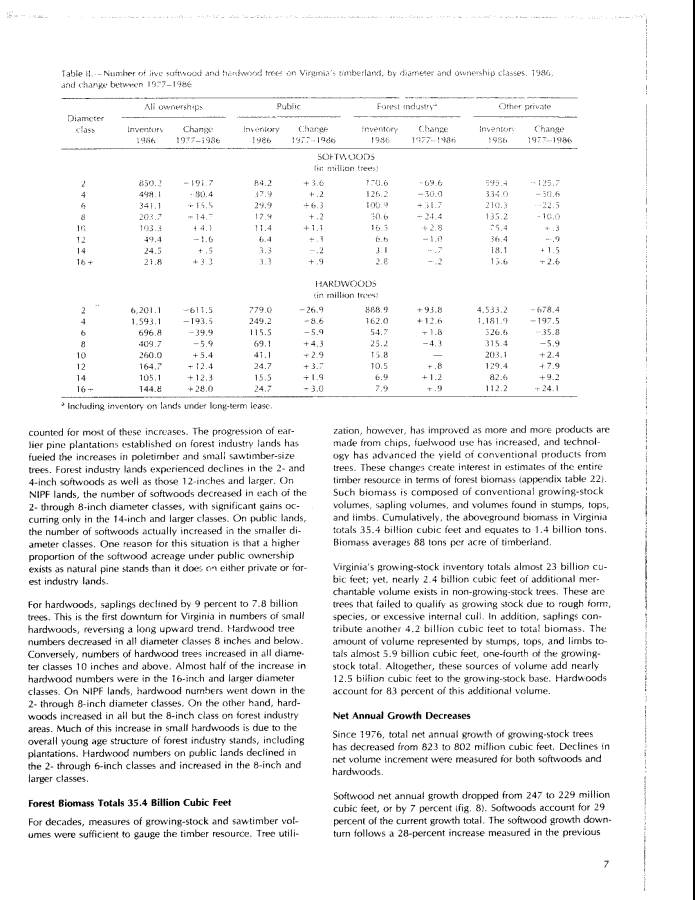 Table II.—Number of live softwood and hardwood trees on Virginia's timberland, by diameter and ownership classes, 1986,
and change between 1977–1986
All ownerships Public Forest industryª Other private
Diameter
class Inventory Change Inventory Change Inventory Change Inventory Change
1986 1977–1986 1986 1977–1986 1986 1977–1986 1986 1977–1986
SOFTWOODS
(in million trees)
2 850.2 −191.7 84.2 +3.6 170.6 −69.6 595.4 −125.7
4 498.1 −80.4 37.9 +.2 126.2 −30.0 334.0 −50.6
6 341.1 +15.5 29.9 +6.3 100.9 +31.7 210.3 −22.5
8 203.7 +14.7 17.9 +.2 50.6 +24.4 135.2 −10.0
10 103.3 +4.1 11.4 +1.1 16.5 +2.8 75.4 +.3
12 49.4 −1.6 6.4 +.3 6.6 −1.0 36.4 −.9
14 24.5 +.5 3.3 −.2 3.1 −.7 18.1 +1.5
16+ 21.8 +3.3 3.3 +.9 2.8 −.2 15.6 +2.6
HARDWOODS
(in million trees)
2 6,201.1 −611.5 779.0 −26.9 888.9 +93.8 4,533.2 −678.4
4 1,593.1 −193.5 249.2 −8.6 162.0 +12.6 1,181.9 −197.5
6 696.8 −39.9 115.5 −5.9 54.7 +1.8 526.6 −35.8
8 409.7 −5.9 69.1 +4.3 25.2 −4.3 315.4 −5.9
10 260.0 +5.4 41.1 +2.9 15.8 — 203.1 +2.4
12 164.7 +12.4 24.7 +3.7 10.5 +.8 129.4 +7.9
14 105.1 +12.3 15.5 +1.9 6.9 +1.2 82.6 +9.2
16+ 144.8 +28.0 24.7 +3.0 7.9 +.9 112.2 +24.1
ª Including inventory on lands under long-term lease.
counted for most of these increases. The progression of ear-
lier pine plantations established on forest industry lands has
fueled the increases in poletimber and small sawtimber-size
trees. Forest industry lands experienced declines in the 2- and
4-inch softwoods as well as those 12-inches and larger. On
NIPF lands, the number of softwoods decreased in each of the
2- through 8-inch diameter classes, with significant gains oc-
curring only in the 14-inch and larger classes. On public lands,
the number of softwoods actually increased in the smaller di-
ameter classes. One reason for this situation is that a higher
proportion of the softwood acreage under public ownership
exists as natural pine stands than it does on either private or for-
est industry lands.
For hardwoods, saplings declined by 9 percent to 7.8 billion
trees. This is the first downturn for Virginia in numbers of small
hardwoods, reversing a long upward trend. Hardwood tree
numbers decreased in all diameter classes 8 inches and below.
Conversely, numbers of hardwood trees increased in all diame-
ter classes 10 inches and above. Almost half of the increase in
hardwood numbers were in the 16-inch and larger diameter
classes. On NIPF lands, hardwood numbers went down in the
2- through 8-inch diameter classes. On the other hand, hard-
woods increased in all but the 8-inch class on forest industry
areas. Much of this increase in small hardwoods is due to the
overall young age structure of forest industry stands, including
plantations. Hardwood numbers on public lands declined in
the 2- through 6-inch classes and increased in the 8-inch and
larger classes.
Forest Biomass Totals 35.4 Billion Cubic Feet
For decades, measures of growing-stock and sawtimber vol-
umes were sufficient to gauge the timber resource. Tree utili-
zation, however, has improved as more and more products are
made from chips, fuelwood use has increased, and technol-
ogy has advanced the yield of conventional products from
trees. These changes create interest in estimates of the entire
timber resource in terms of forest biomass (appendix table 22).
Such biomass is composed of conventional growing-stock
volumes, sapling volumes, and volumes found in stumps, tops,
and limbs. Cumulatively, the aboveground biomass in Virginia
totals 35.4 billion cubic feet and equates to 1.4 billion tons.
Biomass averages 88 tons per acre of timberland.
Virginia's growing-stock inventory totals almost 23 billion cu-
bic feet; yet, nearly 2.4 billion cubic feet of additional mer-
chantable volume exists in non-growing-stock trees. These are
trees that failed to qualify as growing stock due to rough form,
species, or excessive internal cull. In addition, saplings con-
tribute another 4.2 billion cubic feet to total biomass. The
amount of volume represented by stumps, tops, and limbs to-
tals almost 5.9 billion cubic feet, one-fourth of the growing-
stock total. Altogether, these sources of volume add nearly
12.5 billion cubic feet to the growing-stock base. Hardwoods
account for 83 percent of this additional volume.
Net Annual Growth Decreases
Since 1976, total net annual growth of growing-stock trees
has decreased from 823 to 802 million cubic feet. Declines in
net volume increment were measured for both softwoods and
hardwoods.
Softwood net annual growth dropped from 247 to 229 million
cubic feet, or by 7 percent (fig. 8). Softwoods account for 29
percent of the current growth total. The softwood growth down-
turn follows a 28-percent increase measured in the previous
7